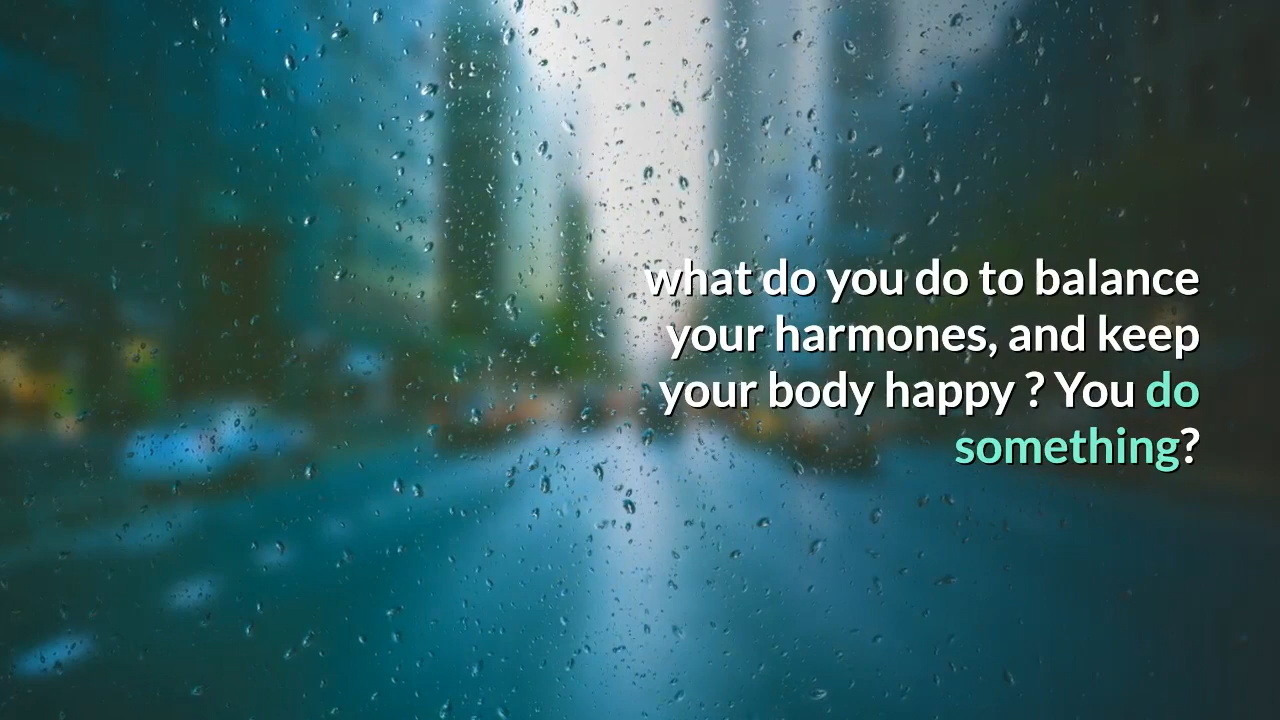 what do you do to balance
your harmones, and keep
your body happy ? You do
something?